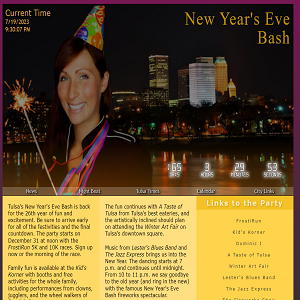 Current Time
7/19/2023
9:30:07 PM
New Year's Eve
Bash
165
DAYS
HOURS
MINUTES
SECONDS
News
Night Beat
Tulsa Times
Calendar
City Links
Tulsa's New Year's Eve Bash is back
for the 26th year of fun and
excitement. Be sure to arrive early
for all of the festivities and the final
countdown. The party starts on
December 31 at noon with the
FrostiRun 5K and 10K races. Sign up
now or the morning of the race.
Family fun is available at the Kid's
Korner with booths and free
activities for the whole family,
including performances from clowns,
jugglers, and the wheel walkers of
The fun continues with A Taste of
Tulsa from Tulsa's best eateries, and
the artistically inclined should plan
on attending the Winter Art Fair on
Tulsa's downtown square.
Music from Lester's Blues Band and
The Jazz Express brings us into the
New Year. The dancing starts at 7
p.m. and continues until midnight.
From 10 to 11 p.m. we say goodbye
to the old year (and ring in the new)
with the famous New Year's Eve
Bash fireworks spectacular.
Links to the Party
FrostiRun
Kid's Korner
Dominic J
A Taste of Tulsa
Winter Art Fair
Lester's Blues Band
The Jazz Express